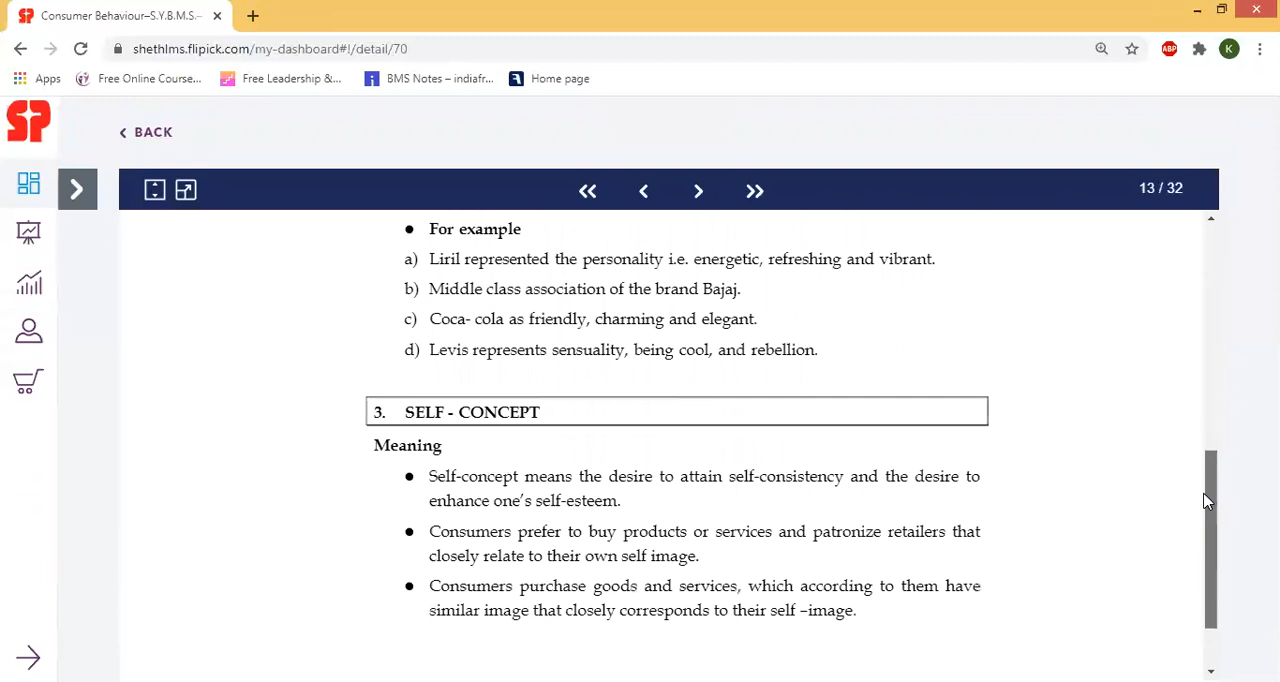 SP Consumer Behaviour–S.Y.B.M.S.–
shethlms.flipick.com/my-dashboard#!/detail/70
ABP
K
Apps Free Online Course... Free Leadership &... BMS Notes – indiafr... Home page
SP
BACK
13 / 32
● For example
a) Liril represented the personality i.e. energetic, refreshing and vibrant.
b) Middle class association of the brand Bajaj.
c) Coca- cola as friendly, charming and elegant.
d) Levis represents sensuality, being cool, and rebellion.
3. SELF - CONCEPT
Meaning
● Self-concept means the desire to attain self-consistency and the desire to
enhance one's self-esteem.
● Consumers prefer to buy products or services and patronize retailers that
closely relate to their own self image.
● Consumers purchase goods and services, which according to them have
similar image that closely corresponds to their self –image.